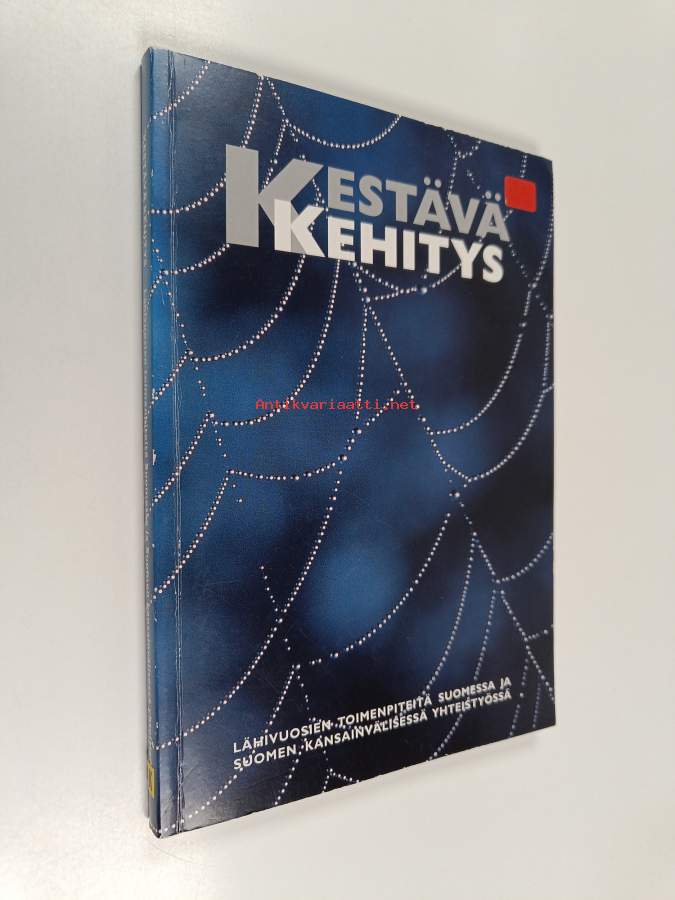 KESTÄVÄ
KEHITYS
Antikvariaatti.net
LÄHIVUOSIEN TOIMENPITEITÄ SUOMESSA JA
SUOMEN KANSAINVÄLISESSÄ YHTEISTYÖSSÄ